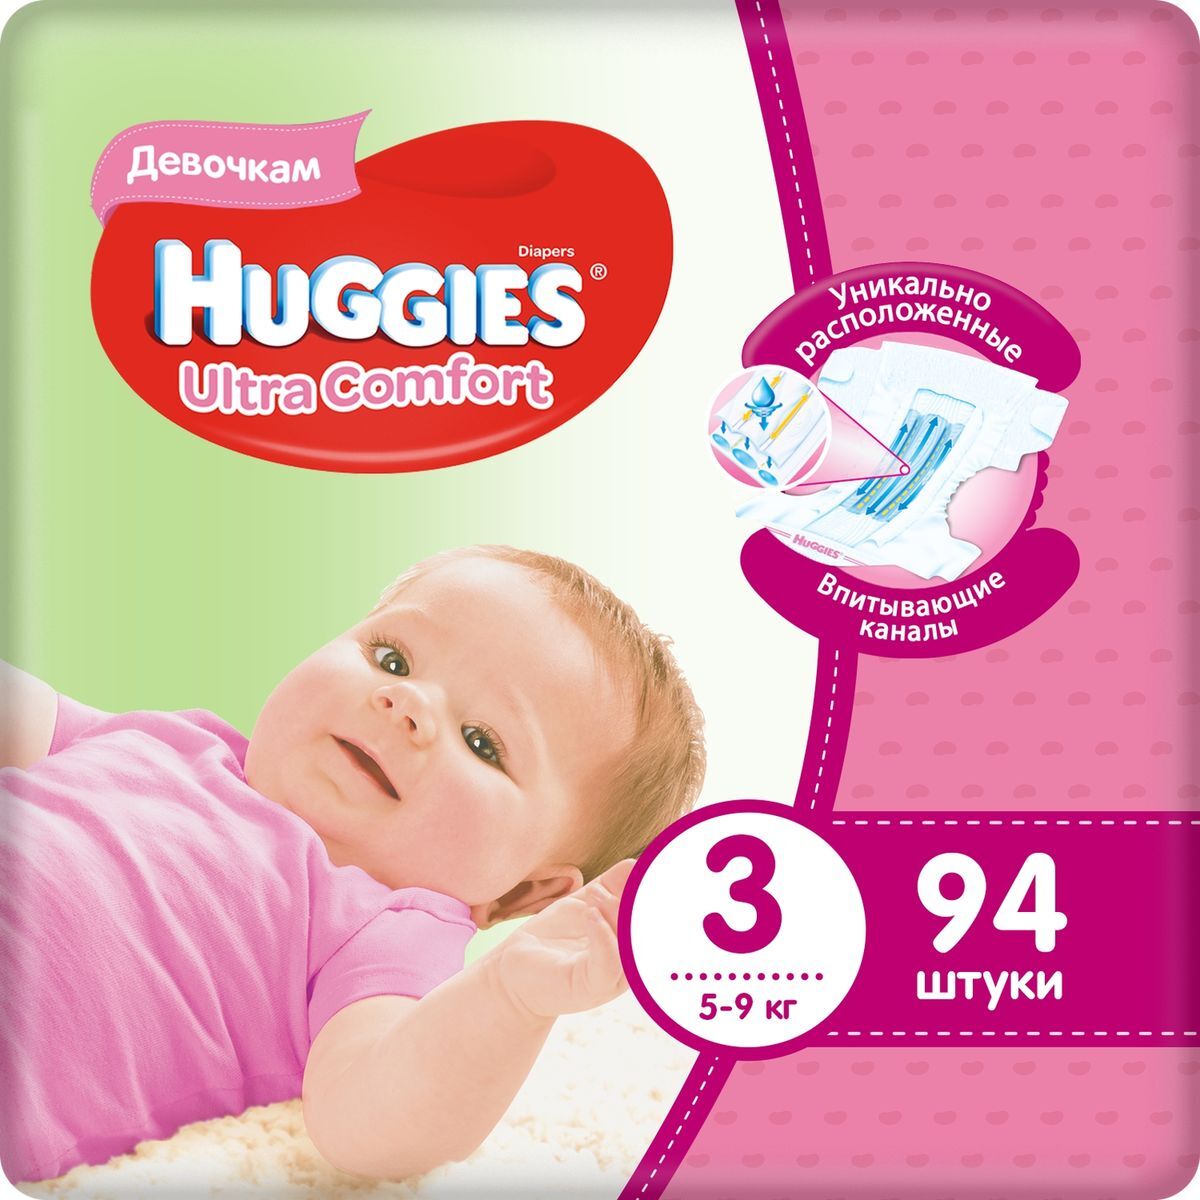 Девочкам
Diapers
HUGGIES®
Ultra Comfort
Уникально
расположенные
HUGGIES®
Впитывающие
каналы
3
5-9 кг
94
штуки